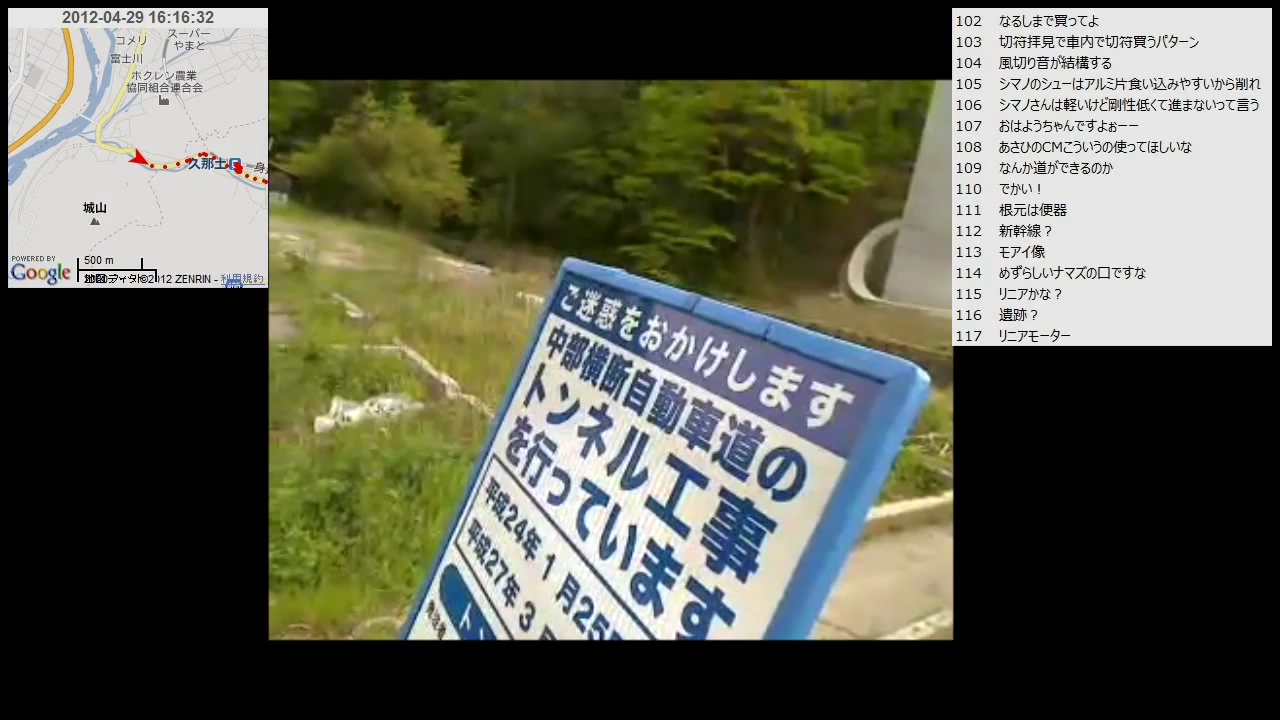 2012-04-29 16:16:32
コメリ
スーパー
やまと
富士川
ホクレン農業
協同組合連合会
久那土
身
城山
POWERED BY
Google
500 m
©2012 ZENRIN - 利用規約
ご迷惑をおかけします
中部横断自動車道の
トンネル工事
を行っています
平成24年 1月25
平成27年 3
102 なるしまで買ってよ
103 切符拝見で車内で切符買うパターン
104 風切り音が結構する
105 シマノのシューはアルミ片食い込みやすいから削れ
106 シマノさんは軽いけど剛性低くて進まないって言う
107 おはようちゃんですよぉーー
108 あさひのCMこういうの使ってほしいな
109 なんか道ができるのか
110 でかい！
111 根元は便器
112 新幹線？
113 モアイ像
114 めずらしいナマズの口ですな
115 リニアかな？
116 遺跡？
117 リニアモーター